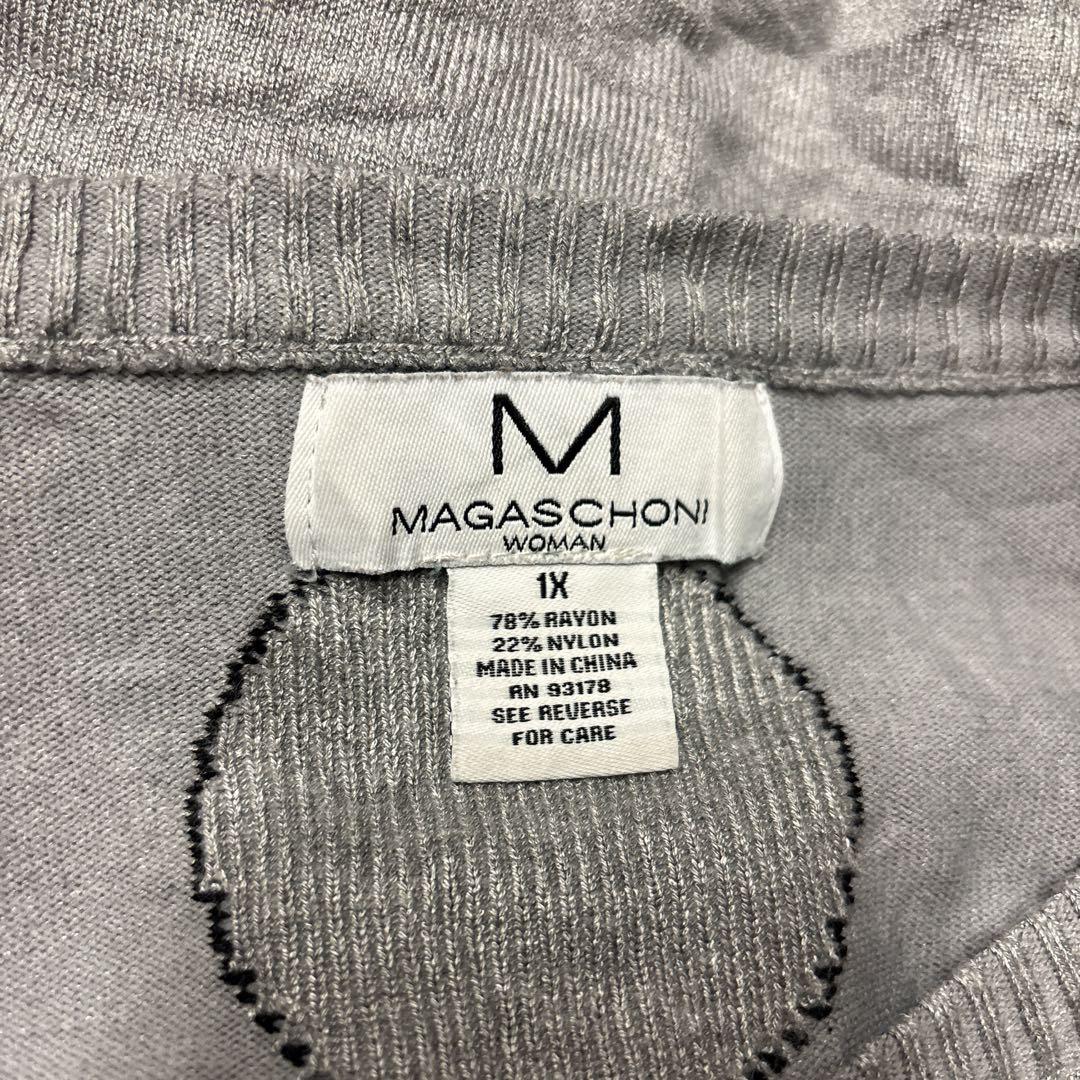 M
MAGASCHONI
WOMAN
1X
78% RAYON
22% NYLON
MADE IN CHINA
RN 93178
SEE REVERSE
FOR CARE